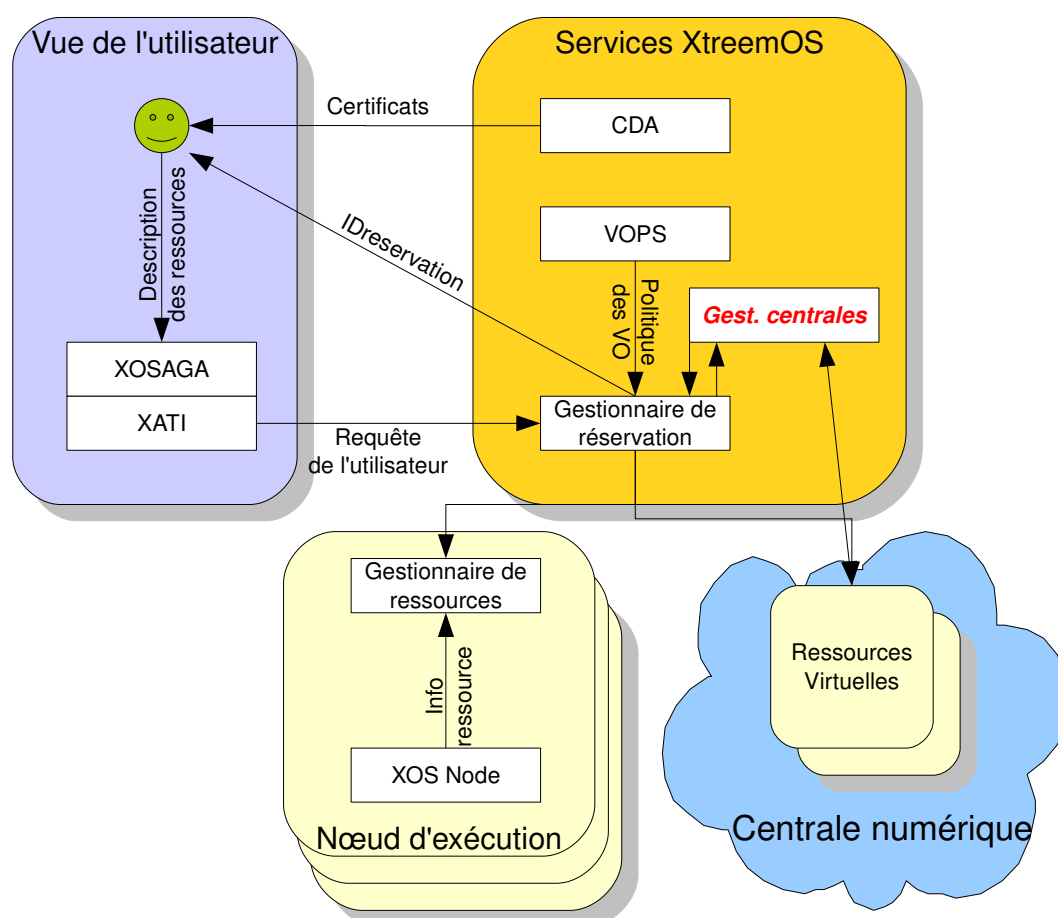 Vue de l'utilisateur
Services XtreemOS
Certificats
CDA
Description
des ressources
IDreservation
VOPS
Politique
des VO
Gest. centrales
XOSAGA
XATI
Requête
de l'utilisateur
Gestionnaire de
réservation
Gestionnaire de
ressources
Info
ressource
XOS Node
Nœud d'exécution
Ressources
Virtuelles
Centrale numérique